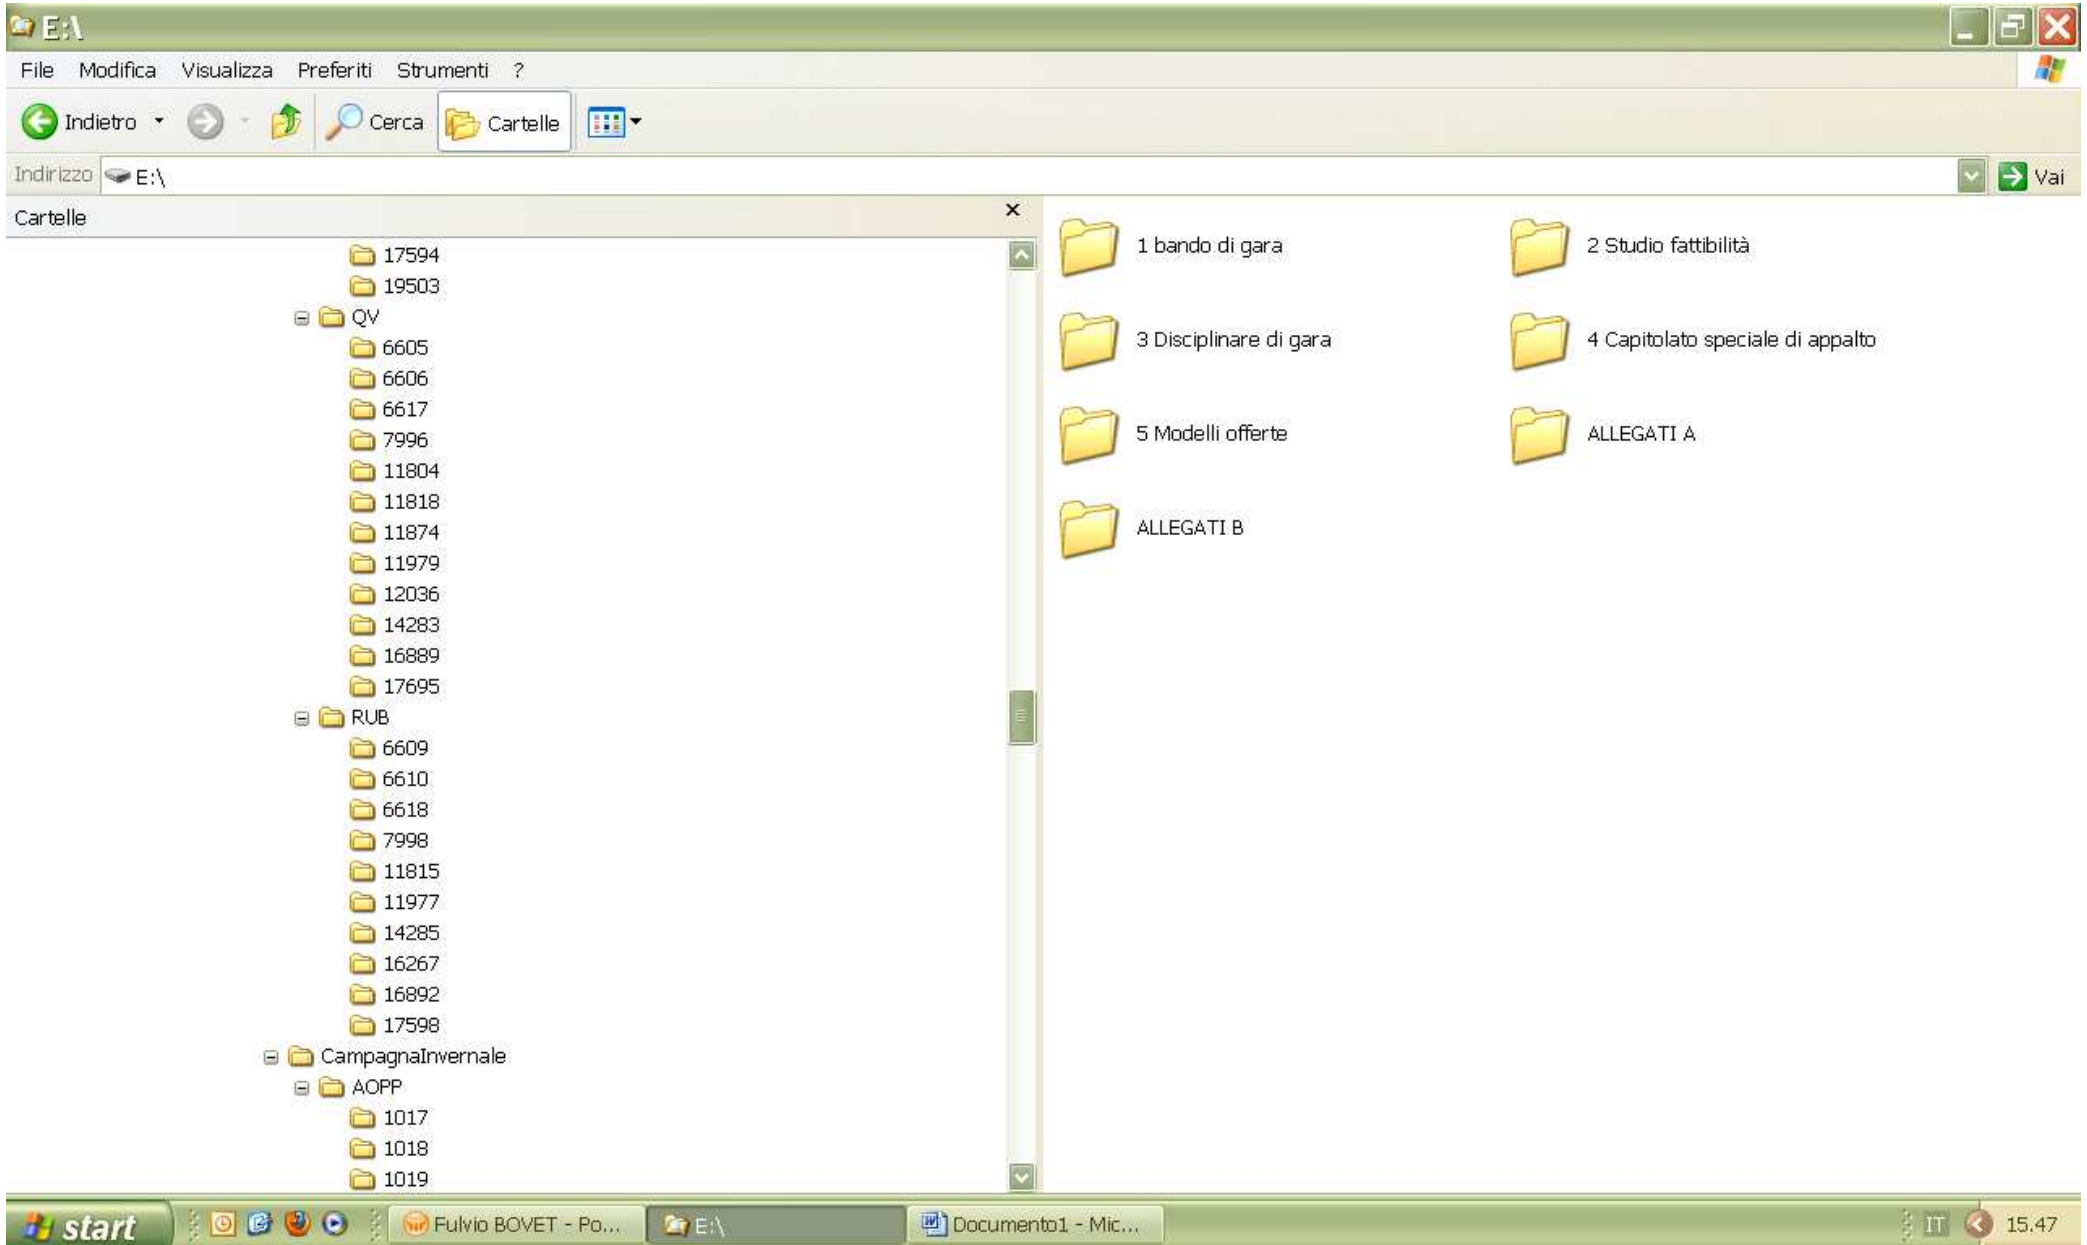 E:\
File Modifica Visualizza Preferiti Strumenti ?
Indietro Cerca Cartelle
Indirizzo E:\ Vai
Cartelle
17594
19503
QV
6605
6606
6617
7996
11804
11818
11874
11979
12036
14283
16889
17695
RUB
6609
6610
6618
7998
11815
11977
14285
16267
16892
17598
CampagnaInvernale
AOPP
1017
1018
1019
1 bando di gara
2 Studio fattibilità
3 Disciplinare di gara
4 Capitolato speciale di appalto
5 Modelli offerte
ALLEGATI A
ALLEGATI B
start Fulvio BOVET - Po... E:\ Documento1 - Mic... IT 15.47